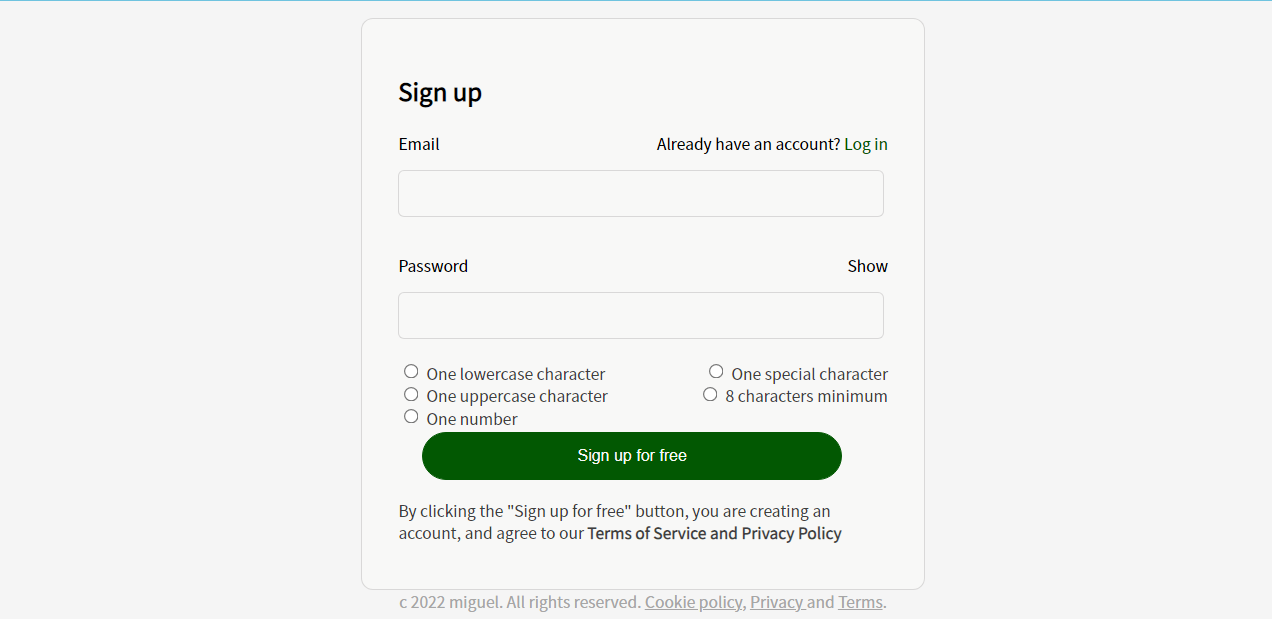 Sign up
Email Already have an account? Log in
Password Show
One lowercase character One special character
One uppercase character 8 characters minimum
One number
Sign up for free
By clicking the "Sign up for free" button, you are creating an
account, and agree to our Terms of Service and Privacy Policy
c 2022 miguel. All rights reserved. Cookie policy, Privacy and Terms.